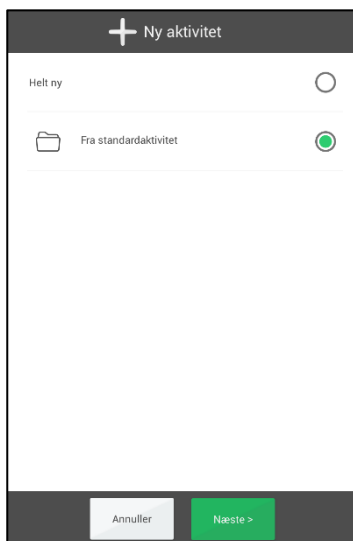 Ny aktivitet
Helt ny
Fra standardaktivitet
Annuller
Næste >